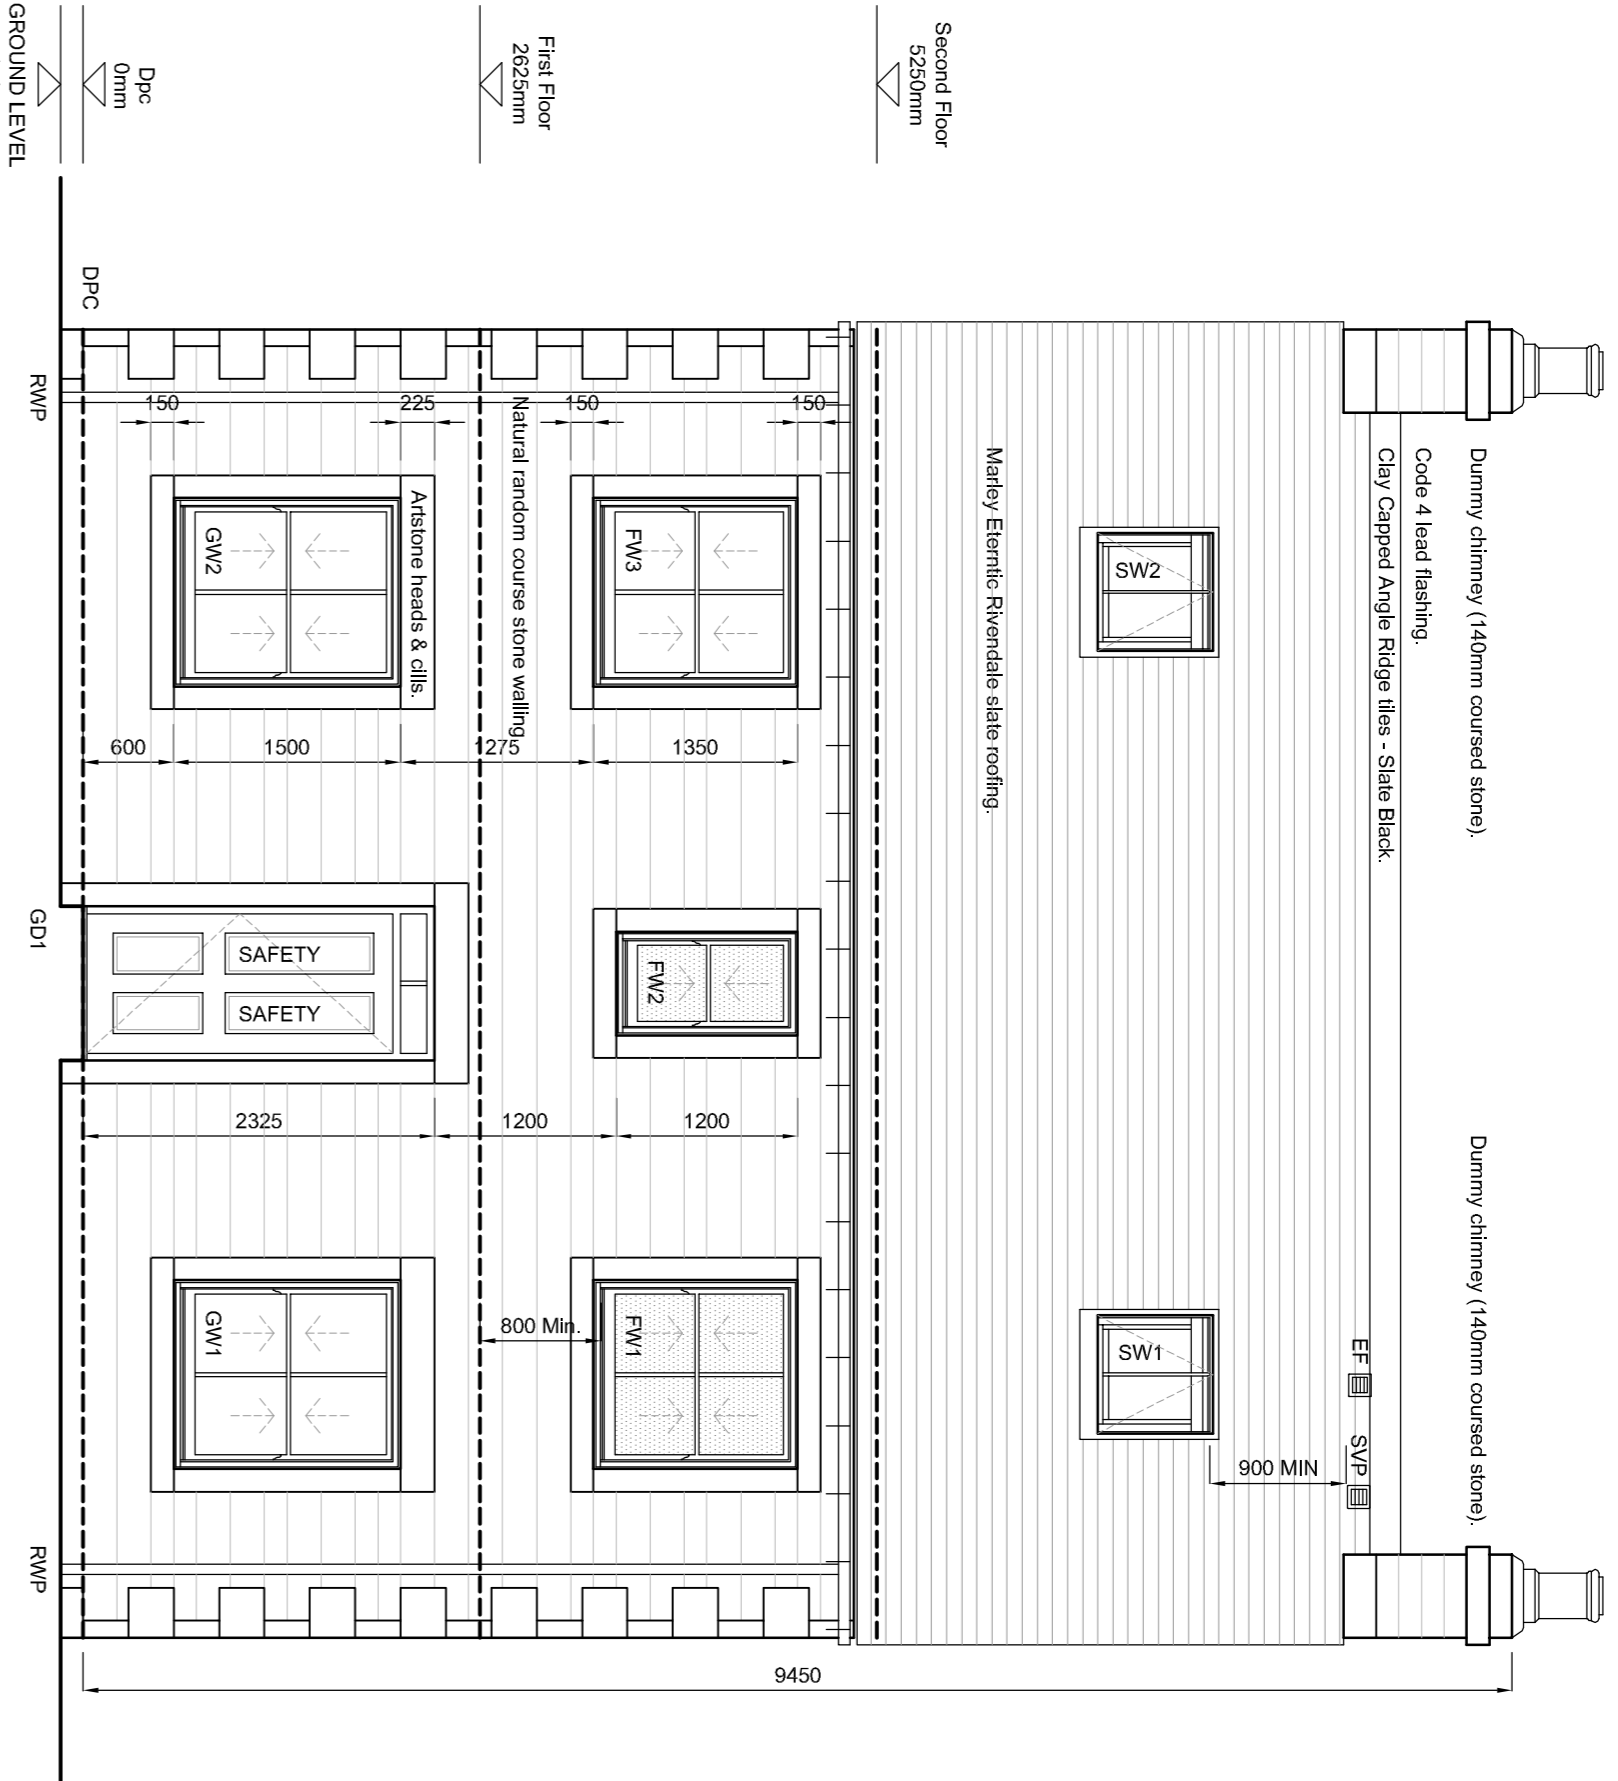 Dummy chimney (140mm coursed stone).
Dummy chimney (140mm coursed stone).
Code 4 lead flashing.
Clay Capped Angle Ridge tiles - Slate Black.
EF
SVP
900 MIN
SW2
SW1
Marley Eterntic Rivendale slate roofing.
Second Floor
5250mm
150
150
FW3
FW2
FW1
1350
1200
800 Min.
First Floor
2625mm
Natural random course stone walling
1275
1200
225
150
Artstone heads & cills.
GW2
SAFETY
SAFETY
GW1
600
1500
2325
9450
Dpc
0mm
DPC
GROUND LEVEL
RWP
GD1
RWP